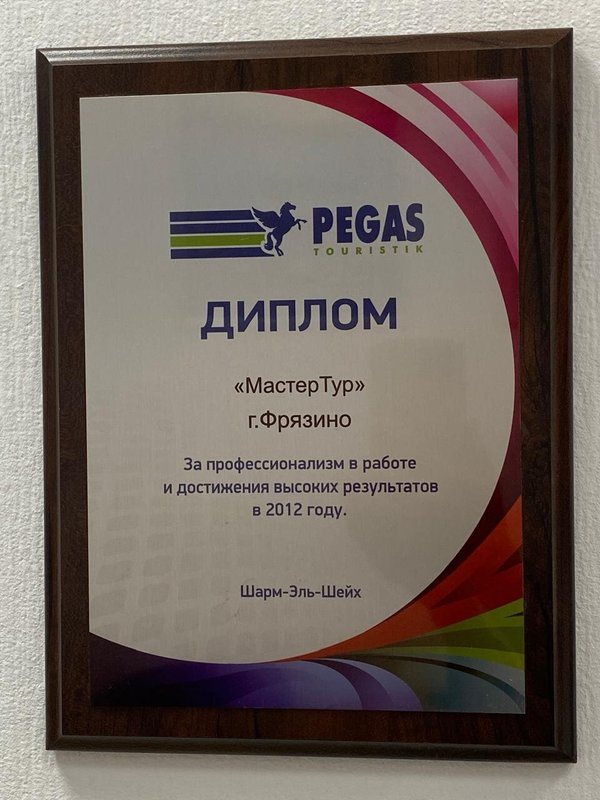 PEGAS
TOURISTIK
ДИПЛОМ
«МастерТур»
г.Фрязино
За профессионализм в работе
и достижения высоких результатов
в 2012 году.
Шарм-Эль-Шейх